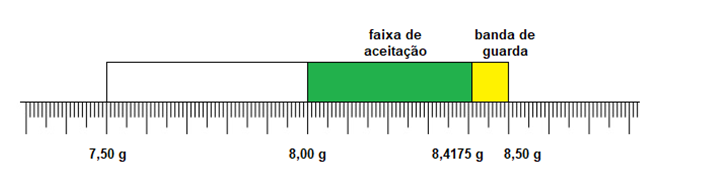 faixa de
aceitação
banda de
guarda
7,50 g
8,00 g
8,4175 g
8,50 g